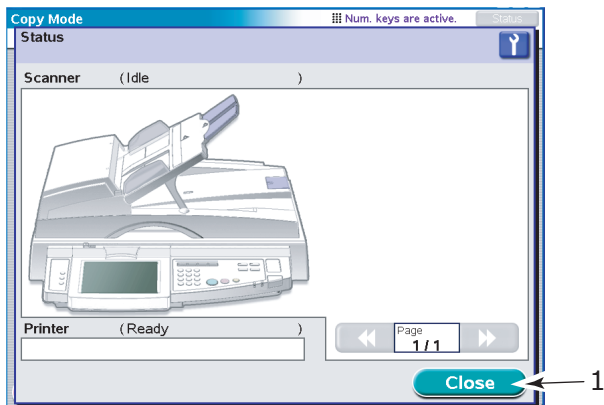 Copy Mode Num. keys are active. Status
Status
Scanner (Idle )
Printer (Ready )
Page
1/1
Close 1